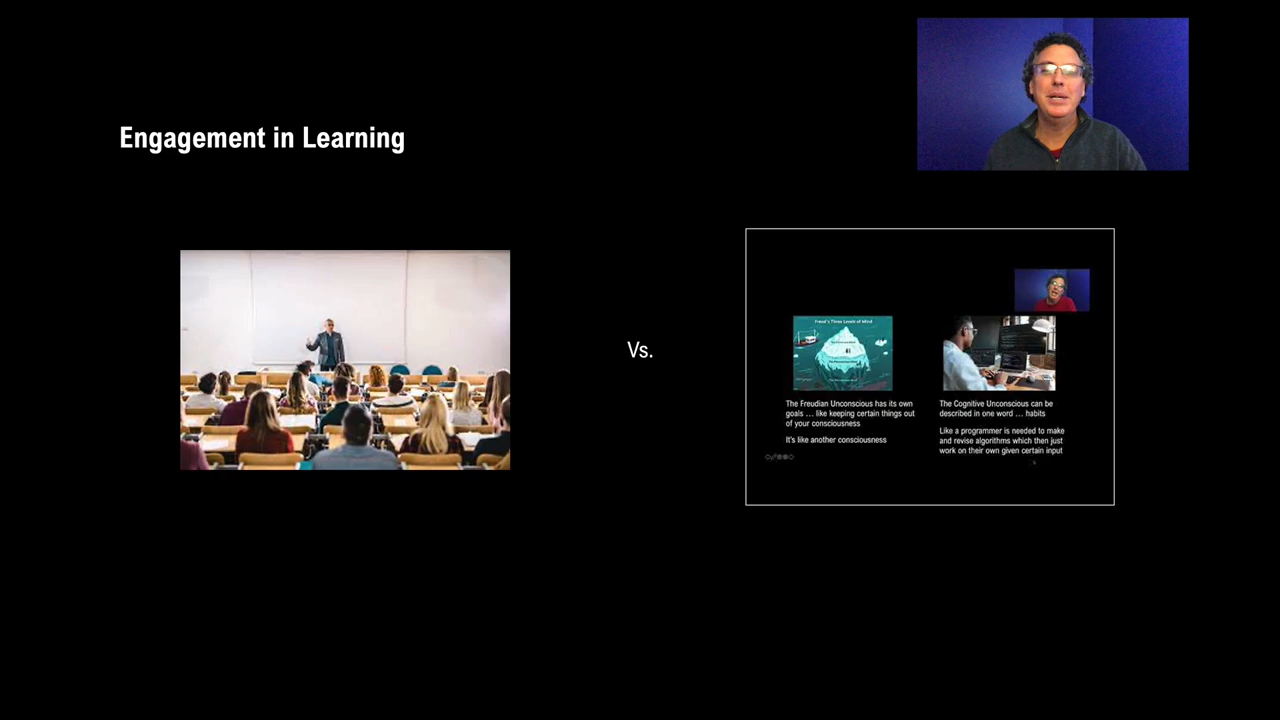 Engagement in Learning
Vs.
Freud's Three Levels of Mind
The Freudian Unconscious has its own
goals … like keeping certain things out
of your consciousness
It's like another consciousness
The Cognitive Unconscious can be
described in one word … habits
Like a programmer is needed to make
and revise algorithms which then just
work on their own given certain input